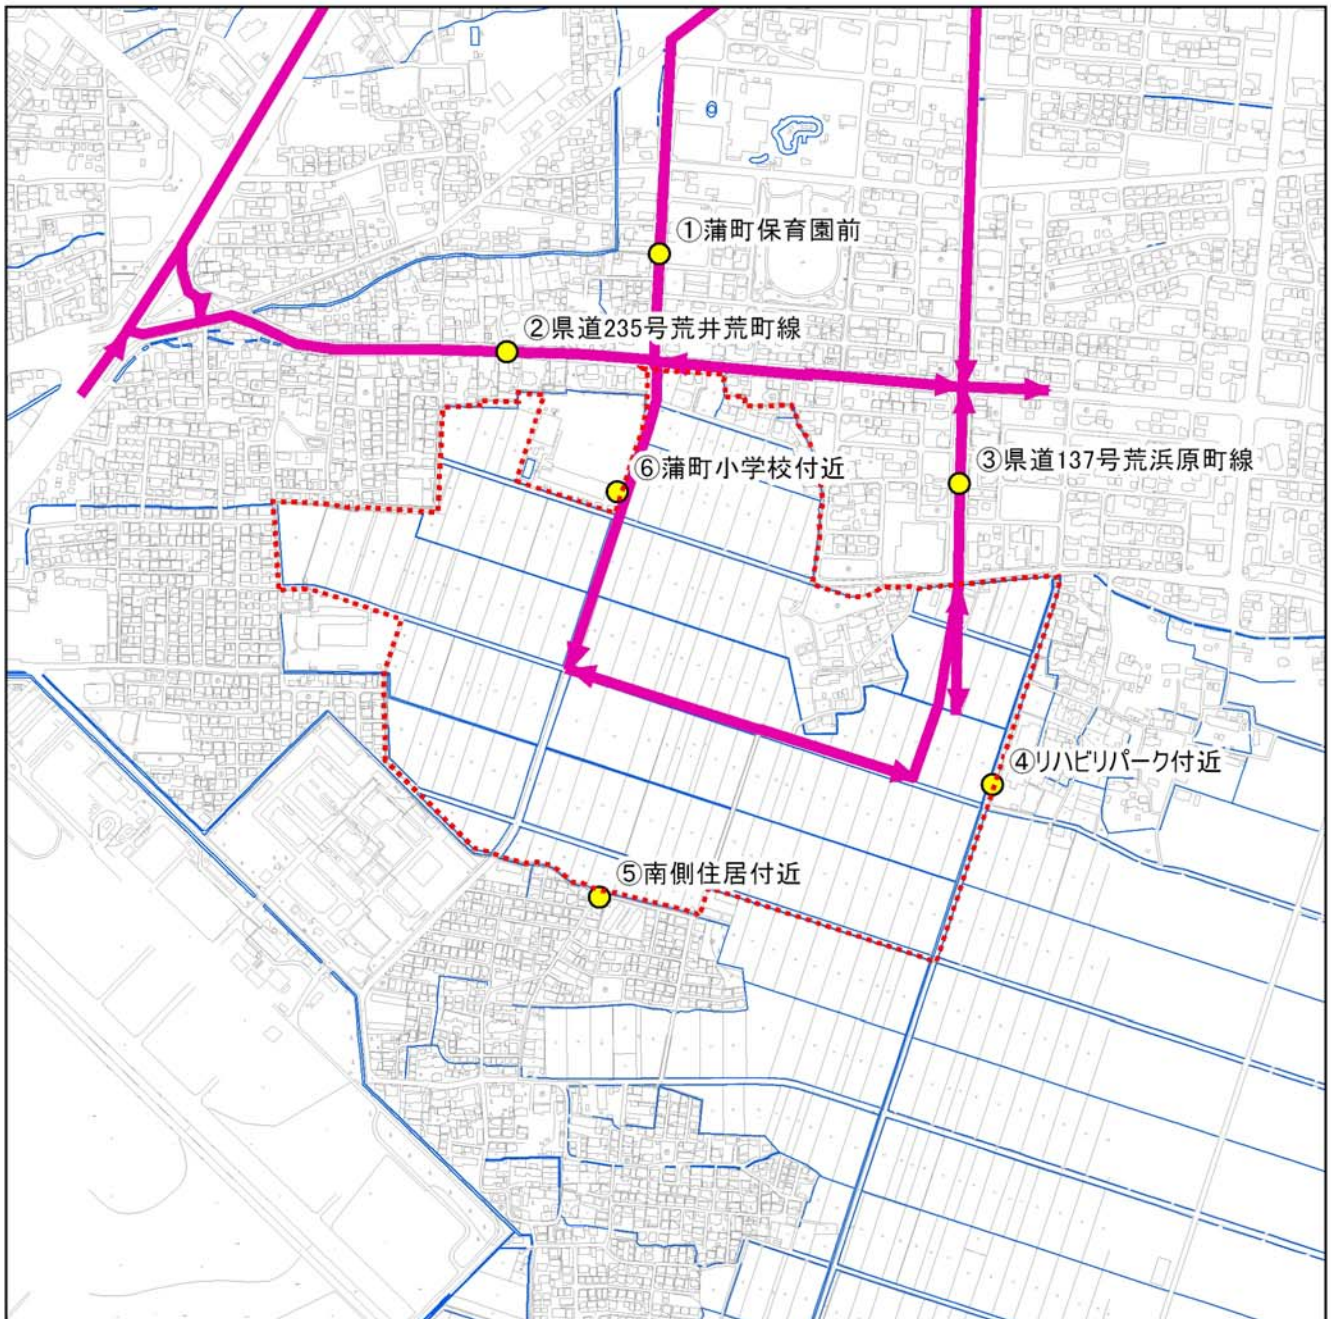 ①蒲町保育園前
②県道235号荒井荒町線
⑥蒲町小学校付近
③県道137号荒浜原町線
④リハビリパーク付近
⑤南側住居付近